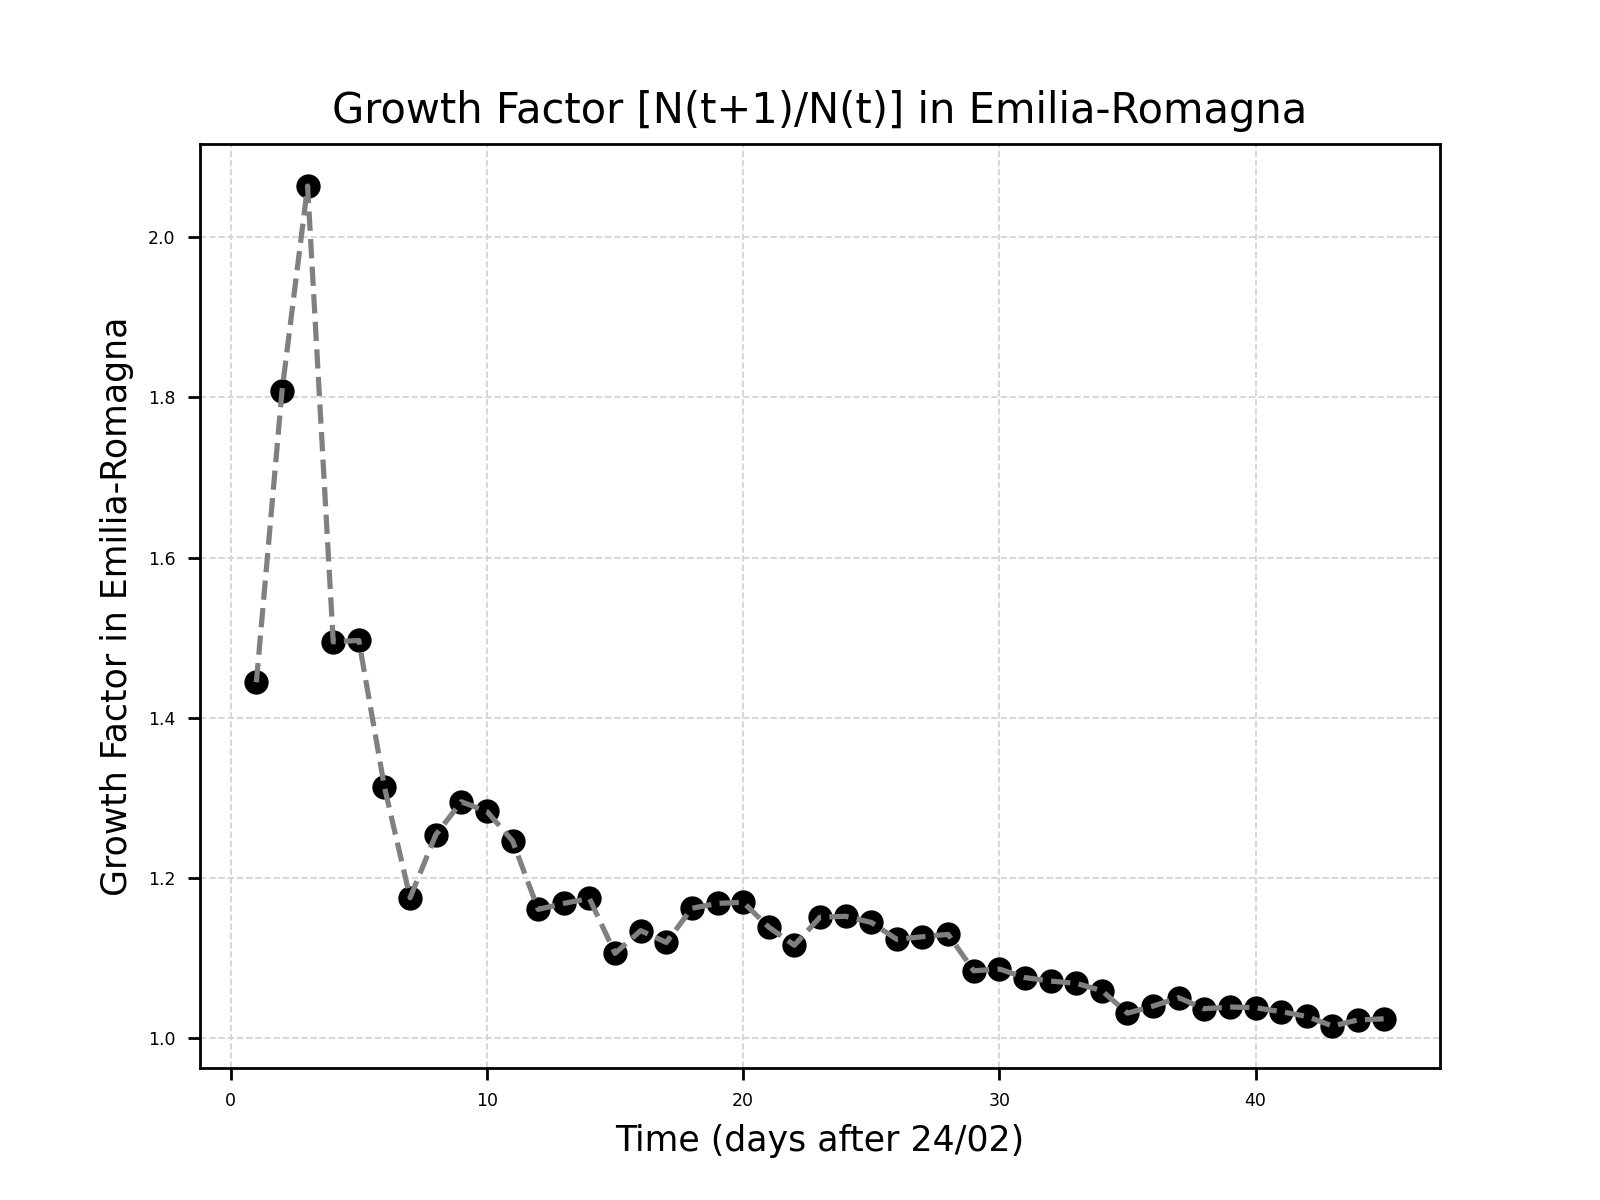 Growth Factor [N(t+1)/N(t)] in Emilia-Romagna
Growth Factor in Emilia-Romagna
2.0
1.8
1.6
1.4
1.2
1.0
0 10 20 30 40
Time (days after 24/02)